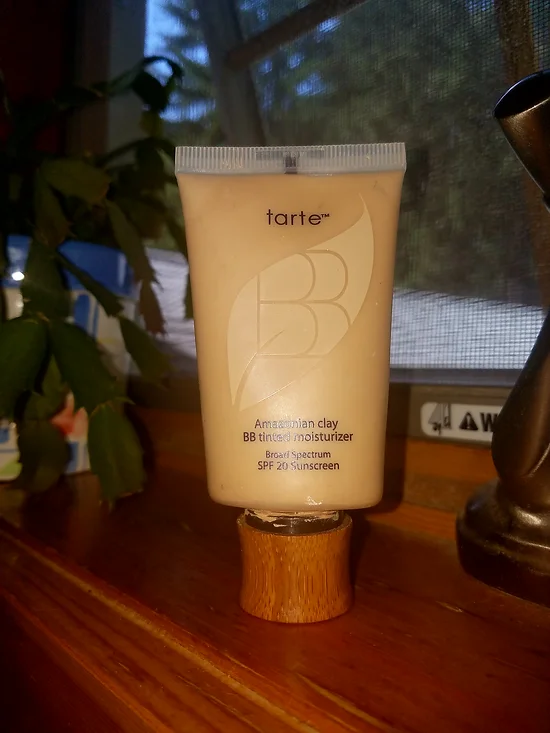 tarte™
BB
Amazonian clay
BB tinted moisturizer
Broad Spectrum
SPF 20 Sunscreen